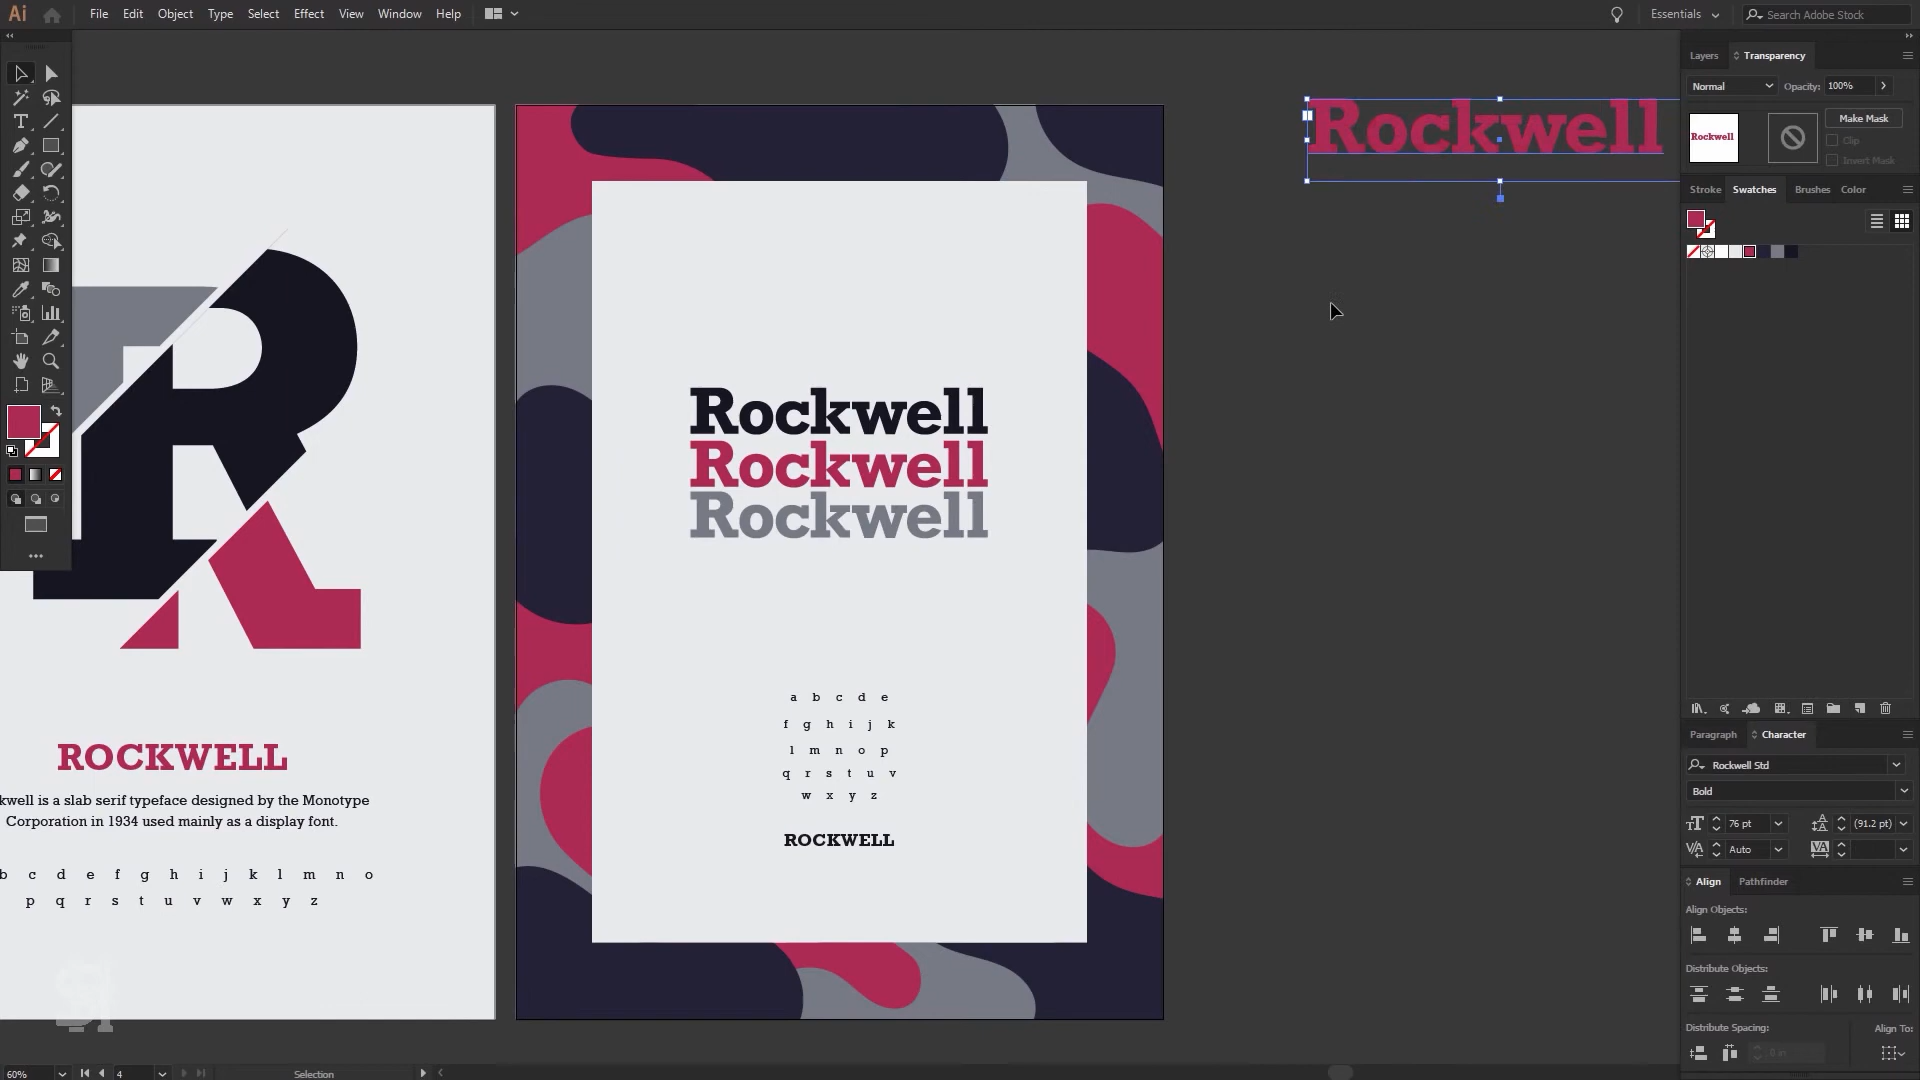 Ai File Edit Object Type Select Effect View Window Help
Essentials
Search Adobe Stock
Layers Transparency
Normal Opacity: 100%
Rockwell
Make Mask
Clip
Invert Mask
Stroke Swatches Brushes Color
Rockwell
Rockwell
Rockwell
Rockwell
a b c d e
f g h i j k
l m n o p
q r s t u v
w x y z
ROCKWELL
R
ROCKWELL
kwell is a slab serif typeface designed by the Monotype
Corporation in 1934 used mainly as a display font.
b c d e f g h i j k l m n o
p q r s t u v w x y z
Paragraph Character
Rockwell Std
Bold
76 pt (91.2 pt)
Auto
Align Pathfinder
Align Objects:
Distribute Objects:
Distribute Spacing: Align To:
0 in
60% 4 Selection